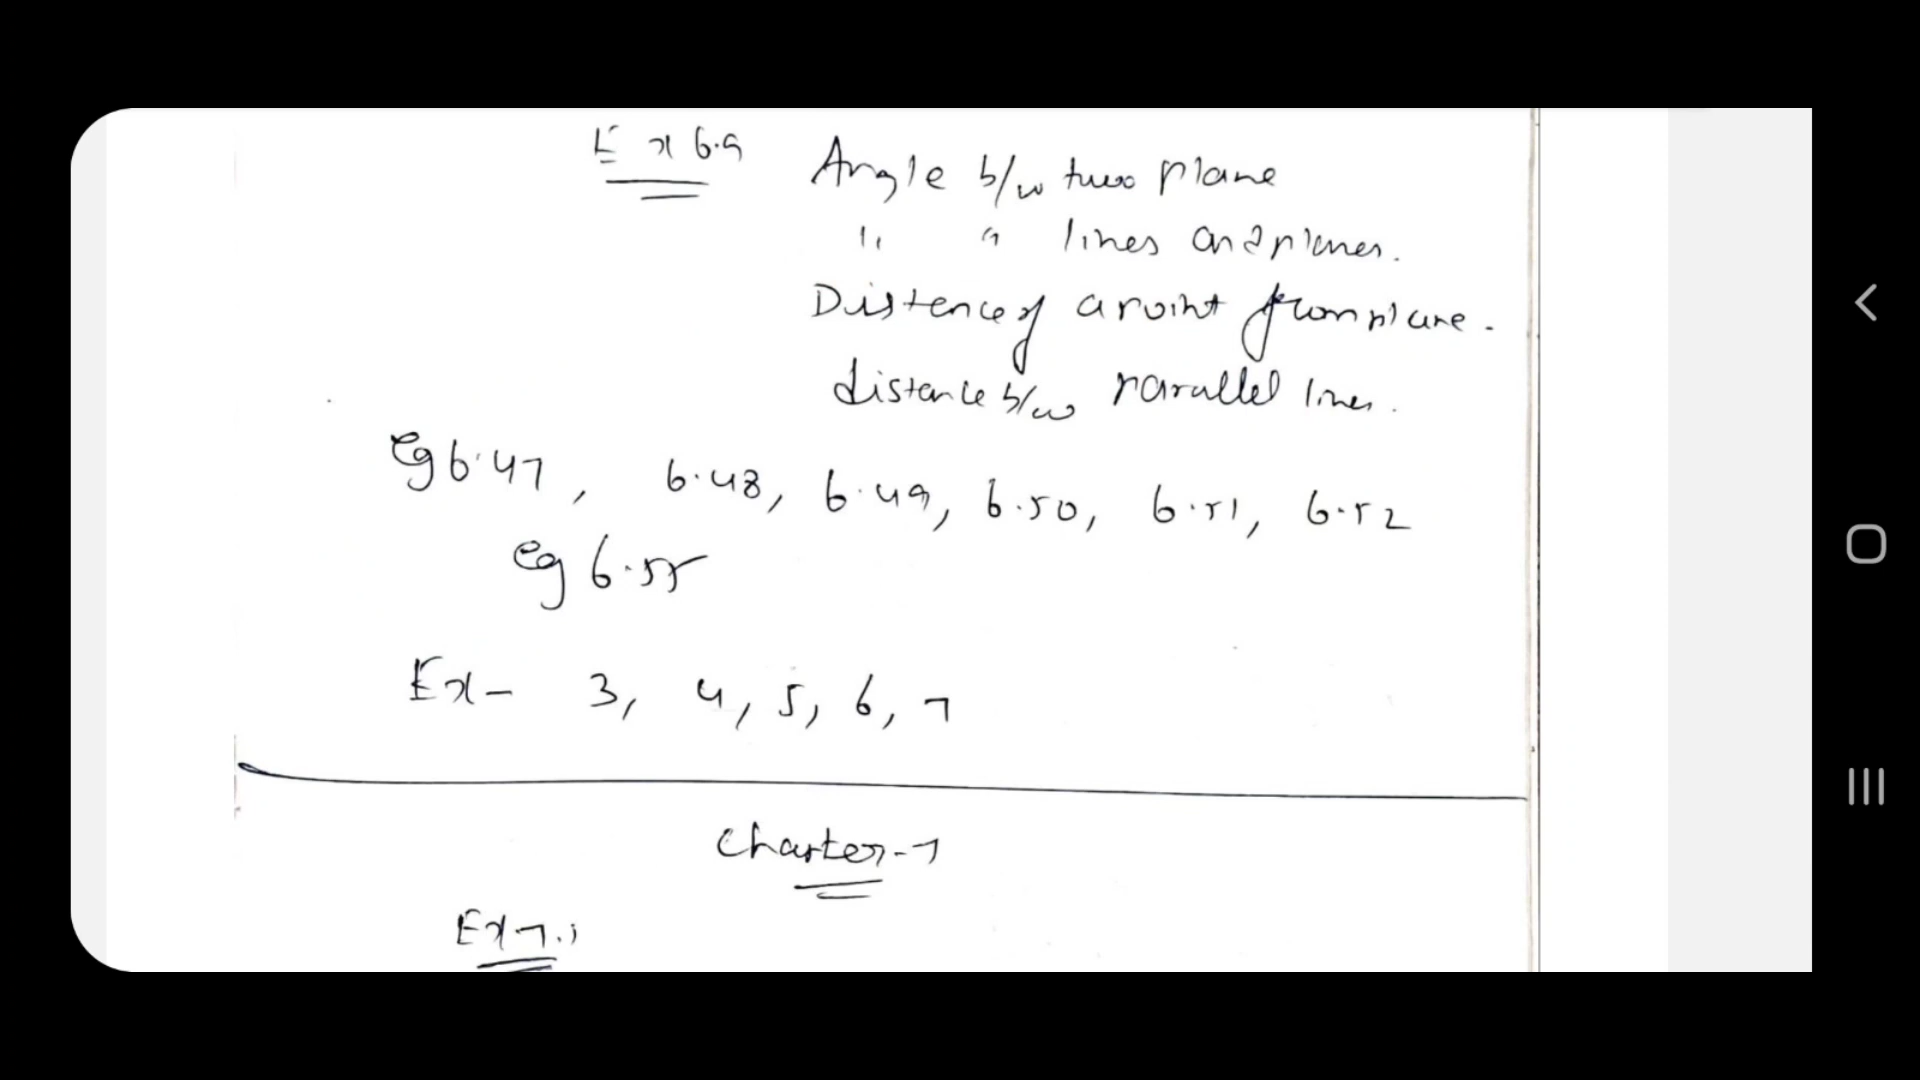 Ex 6.9 Angle b/w two plane
" " lines and planes.
Distence of a point from plane.
distance b/w parallel lines.
eg 6.47, 6.48, 6.49, 6.50, 6.51, 6.52
eg 6.55
Ex - 3, 4, 5, 6, 7
Chapter - 7
Ex 7.1